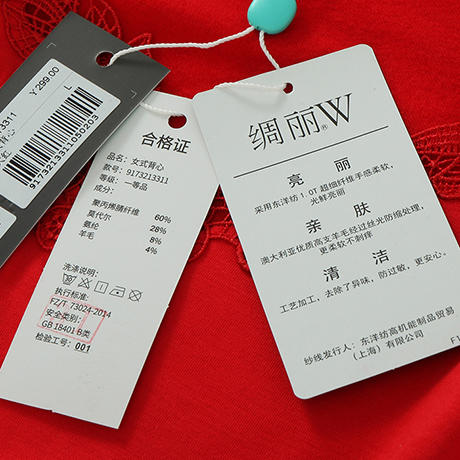 ¥299.00
L
9173213311050203
合格证
品名：女式背心
款号：9173213311
等级：一等品
成分：
聚丙烯腈纤维 60%
莫代尔 28%
氨纶 8%
羊毛 4%
洗涤说明：
执行标准：
FZ/T 73024-2014
安全类别：
GB 18401 B类
检验工号：001
绸丽W®
亮丽
采用东洋纺 1.0T 超细纤维手感柔软，
光鲜亮丽
亲肤
澳大利亚优质高支羊毛经过丝光防缩处理，
更柔软不刺痒
清洁
工艺加工，去除了异味，防过敏，更安心。
纱线发行人：东洋纺高机能制品贸易
（上海）有限公司